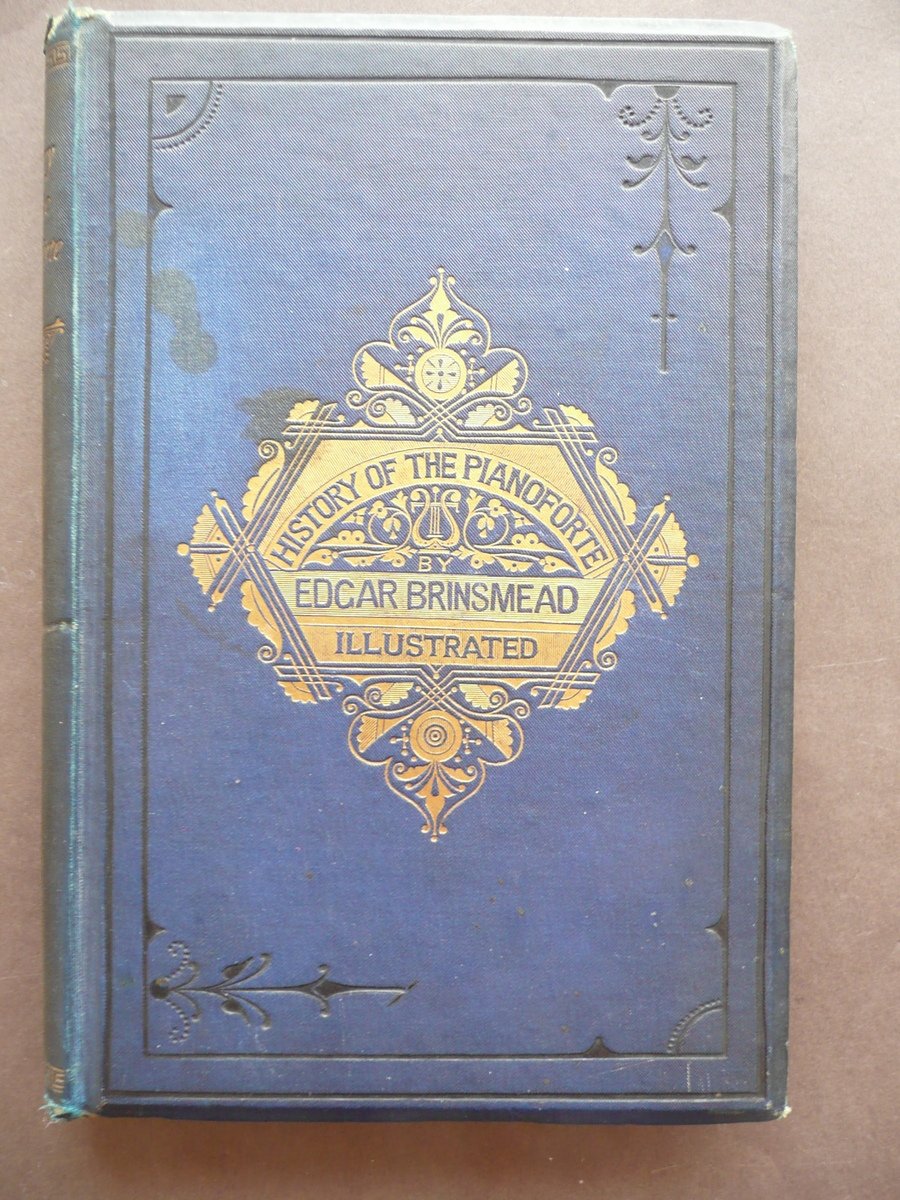 HISTORY OF THE PIANOFORTE
BY
EDGAR BRINSMEAD
ILLUSTRATED